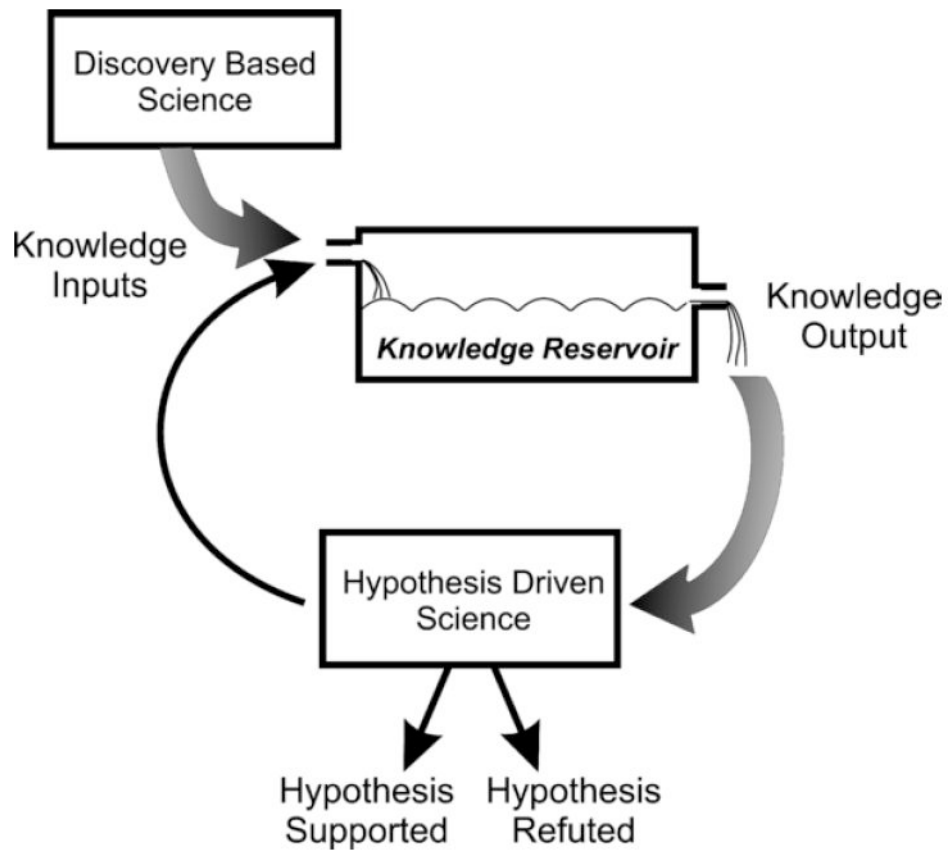 Discovery Based
Science
Knowledge
Inputs
Knowledge Reservoir
Knowledge
Output
Hypothesis Driven
Science
Hypothesis
Supported
Hypothesis
Refuted